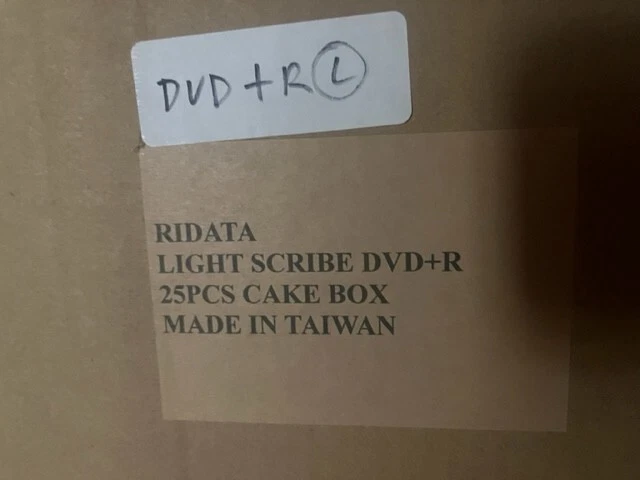 DVD+R Ⓛ
RIDATA
LIGHT SCRIBE DVD+R
25PCS CAKE BOX
MADE IN TAIWAN